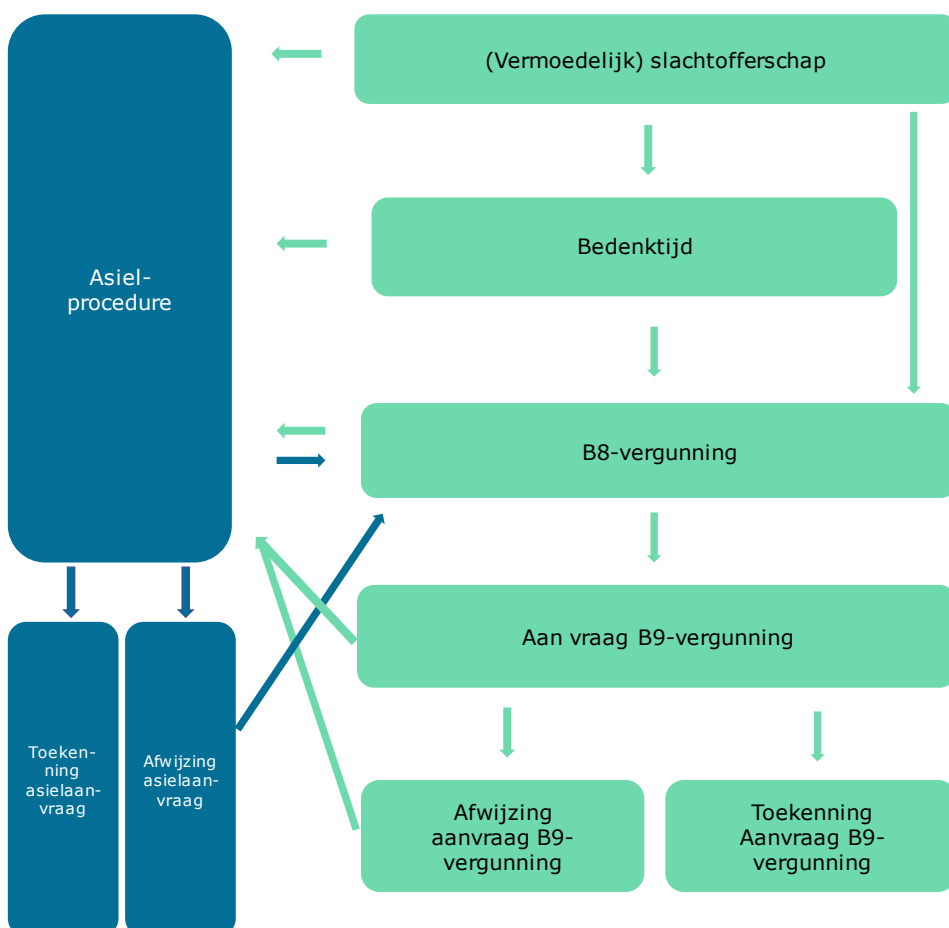 (Vermoedelijk) slachtofferschap
Bedenktijd
Asiel-
procedure
B8-vergunning
Aan vraag B9-vergunning
Toeken-
ning
asielaan-
vraag
Afwijzing
asielaan-
vraag
Afwijzing
aanvraag B9-
vergunning
Toekenning
Aanvraag B9-
vergunning